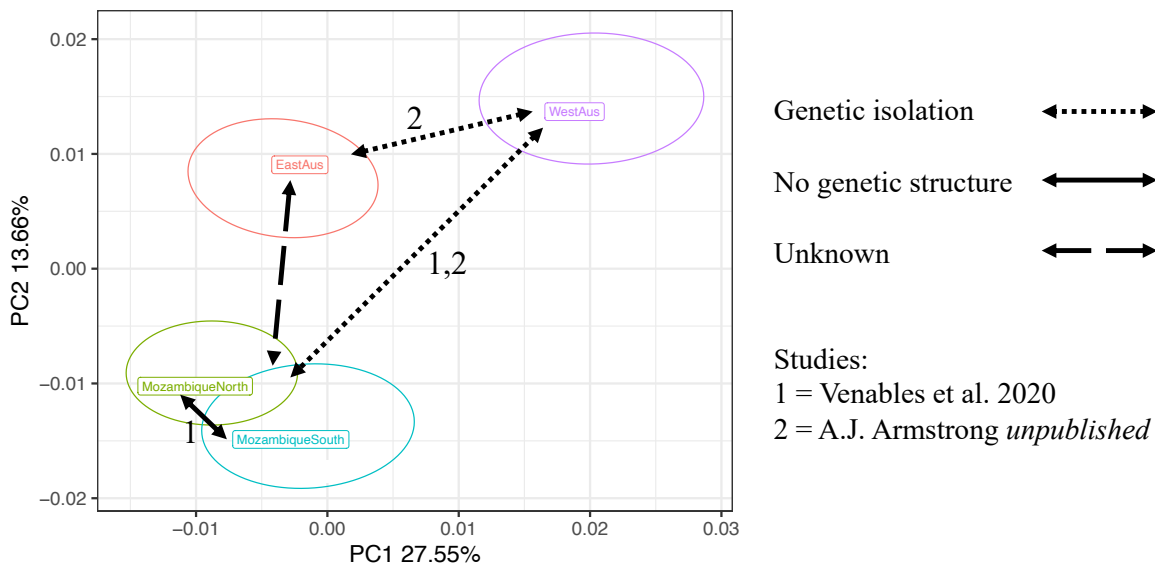 0.02
0.01
0.00
−0.01
−0.02
PC2 13.66%
WestAus
EastAus
MozambiqueNorth
MozambiqueSouth
2
1,2
1
−0.01
0.00
0.01
0.02
0.03
PC1 27.55%
Genetic isolation
No genetic structure
Unknown
Studies:
1 = Venables et al. 2020
2 = A.J. Armstrong unpublished